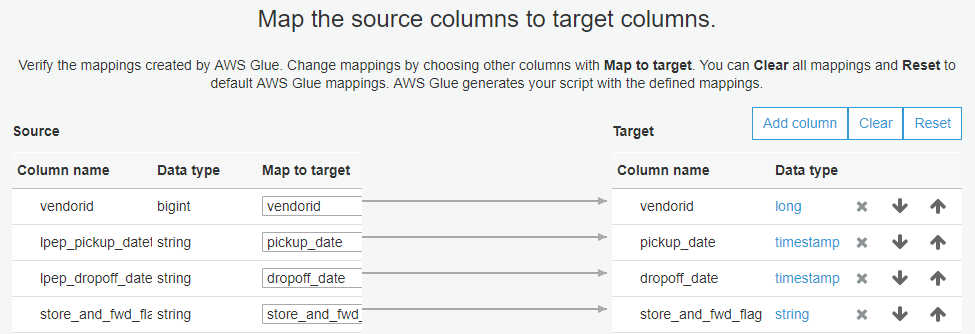 Map the source columns to target columns.
Verify the mappings created by AWS Glue. Change mappings by choosing other columns with Map to target. You can Clear all mappings and Reset to
default AWS Glue mappings. AWS Glue generates your script with the defined mappings.
Source Target Add column Clear Reset
Column name Data type Map to target Column name Data type
vendorid bigint vendorid vendorid long
lpep_pickup_datet string pickup_date pickup_date timestamp
lpep_dropoff_date string dropoff_date dropoff_date timestamp
store_and_fwd_fla string store_and_fwd_ store_and_fwd_flag string